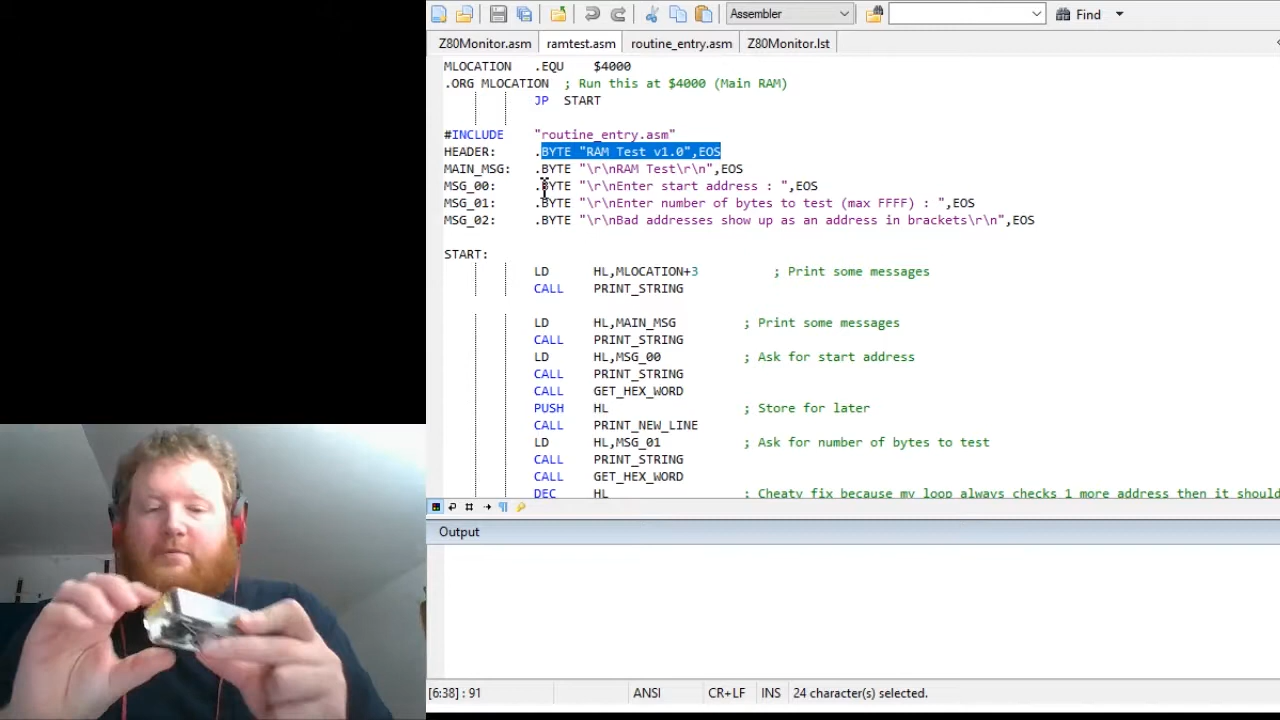 Assembler Find
Z80Monitor.asm ramtest.asm routine_entry.asm Z80Monitor.lst
MLOCATION .EQU $4000
.ORG MLOCATION ; Run this at $4000 (Main RAM)
JP START
#INCLUDE "routine_entry.asm"
HEADER: .BYTE "RAM Test v1.0",EOS
MAIN_MSG: .BYTE "\r\nRAM Test\r\n",EOS
MSG_00: .BYTE "\r\nEnter start address : ",EOS
MSG_01: .BYTE "\r\nEnter number of bytes to test (max FFFF) : ",EOS
MSG_02: .BYTE "\r\nBad addresses show up as an address in brackets\r\n",EOS
START:
LD HL,MLOCATION+3 ; Print some messages
CALL PRINT_STRING
LD HL,MAIN_MSG ; Print some messages
CALL PRINT_STRING
LD HL,MSG_00 ; Ask for start address
CALL PRINT_STRING
CALL GET_HEX_WORD
PUSH HL ; Store for later
CALL PRINT_NEW_LINE
LD HL,MSG_01 ; Ask for number of bytes to test
CALL PRINT_STRING
CALL GET_HEX_WORD
DEC HL ; Cheaty fix because my loop always checks 1 more address then it should
Output
[6:38] : 91 ANSI CR+LF INS 24 character(s) selected.